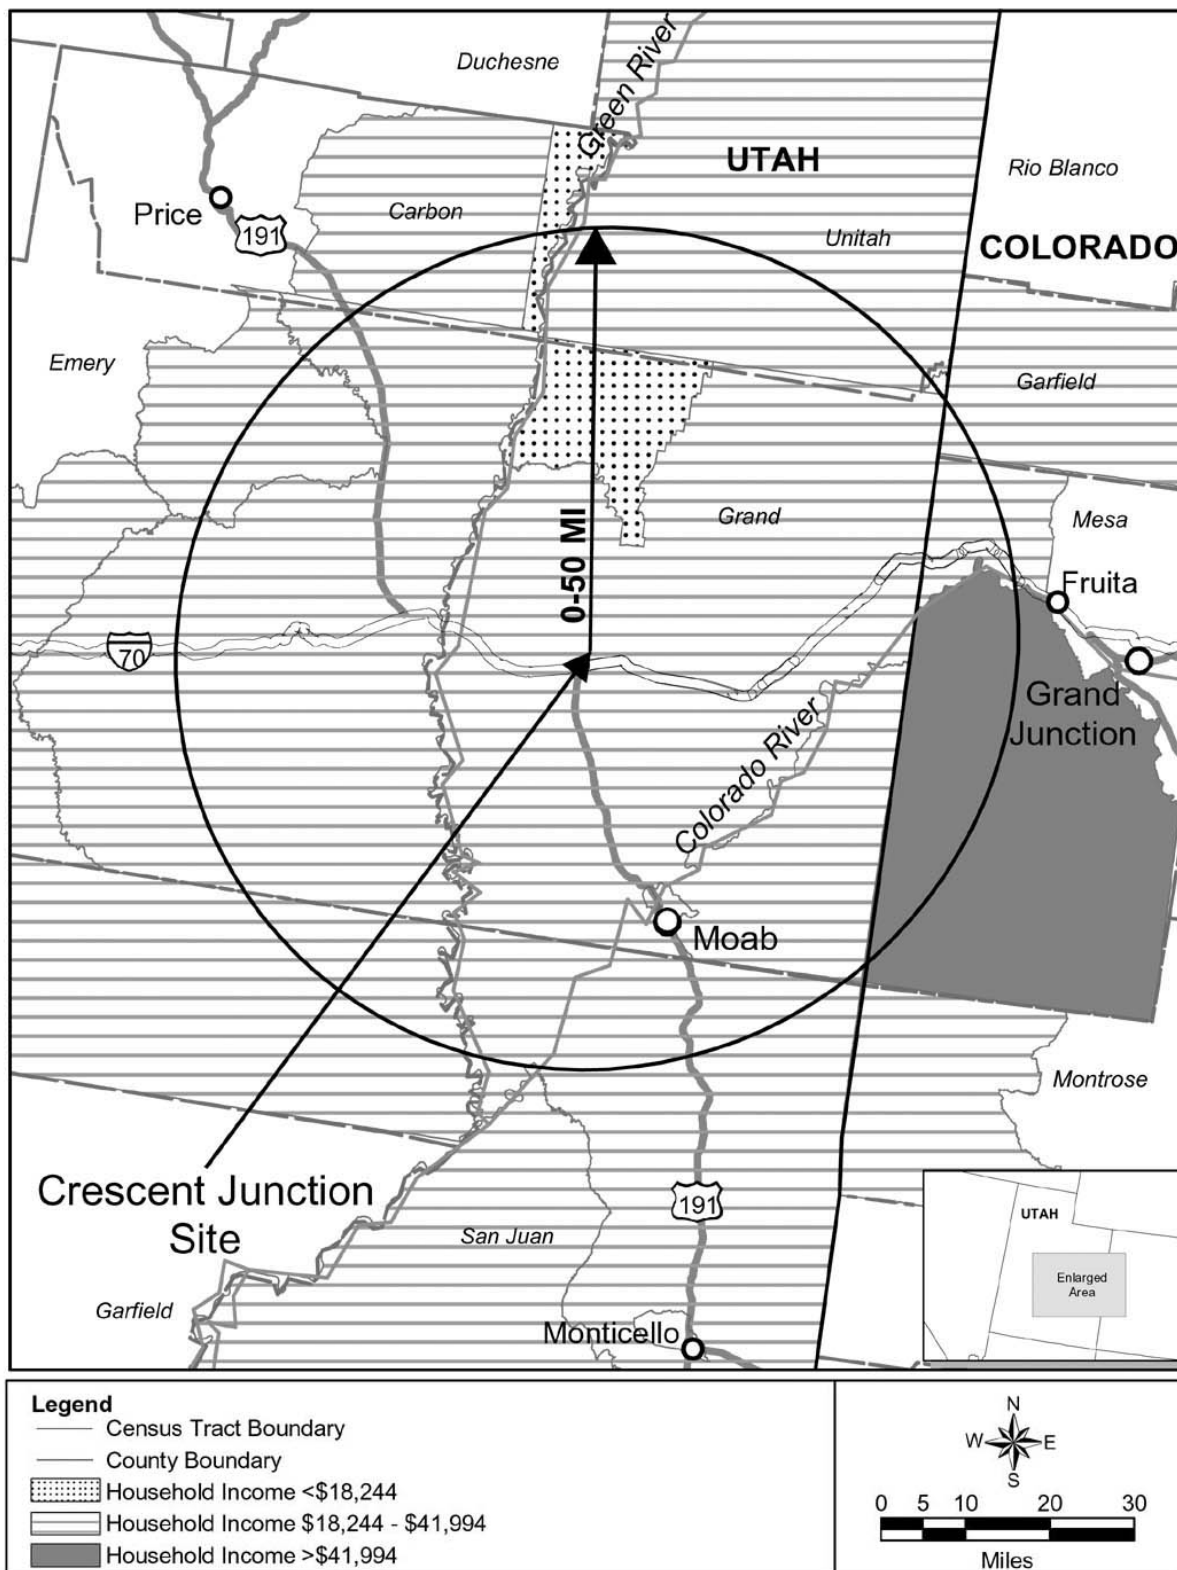 Duchesne
Green River
UTAH
Rio Blanco
Price
Carbon
191
Unitah
COLORADO
Emery
Garfield
0-50 MI
Grand
Mesa
Fruita
70
Grand
Junction
Colorado River
Moab
Montrose
Crescent Junction
Site
191
San Juan
UTAH
Enlarged
Area
Garfield
Monticello
Legend
Census Tract Boundary
County Boundary
Household Income <$18,244
Household Income $18,244 - $41,994
Household Income >$41,994
N
W E
S
0 5 10 20 30
Miles